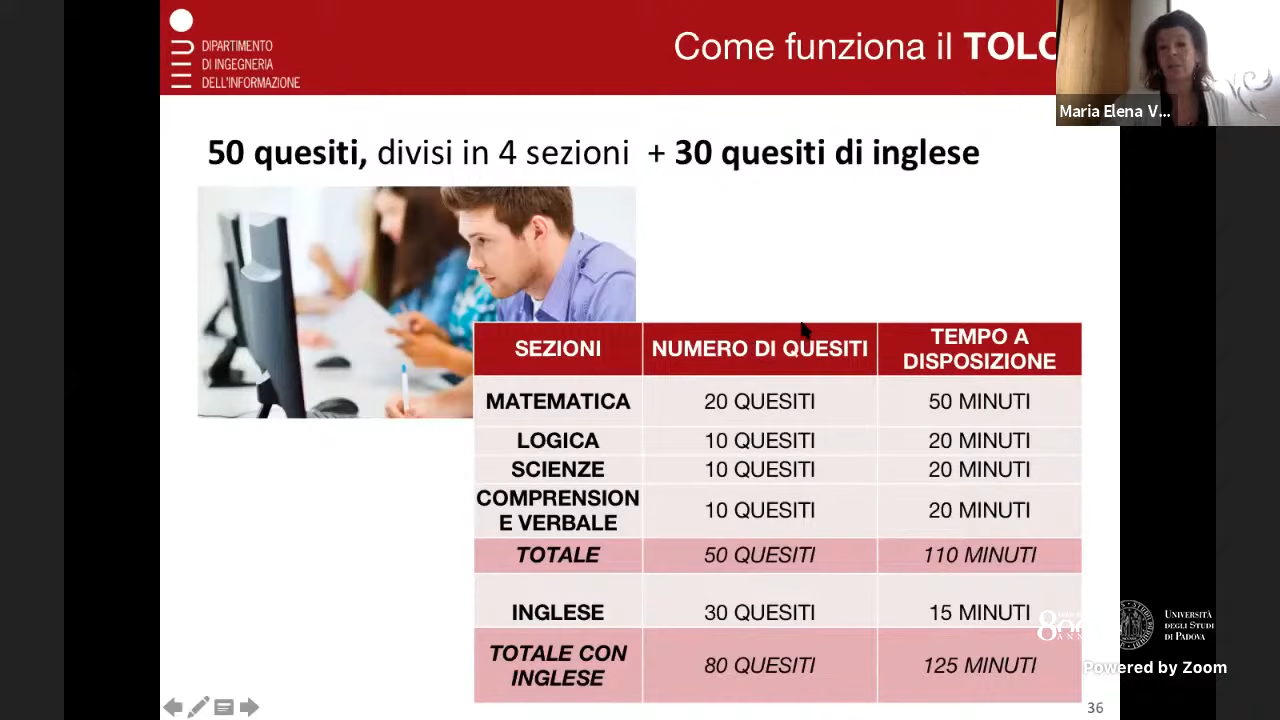 DIPARTIMENTO
DI INGEGNERIA
DELL'INFORMAZIONE
Come funziona il TOLC
Maria Elena V...
50 quesiti, divisi in 4 sezioni + 30 quesiti di inglese
SEZIONI NUMERO DI QUESITI TEMPO A
DISPOSIZIONE
MATEMATICA 20 QUESITI 50 MINUTI
LOGICA 10 QUESITI 20 MINUTI
SCIENZE 10 QUESITI 20 MINUTI
COMPRENSION
E VERBALE 10 QUESITI 20 MINUTI
TOTALE 50 QUESITI 110 MINUTI
INGLESE 30 QUESITI 15 MINUTI
TOTALE CON
INGLESE 80 QUESITI 125 MINUTI
UNIVERSITÀ
DEGLI STUDI
DI PADOVA
Powered by Zoom
36